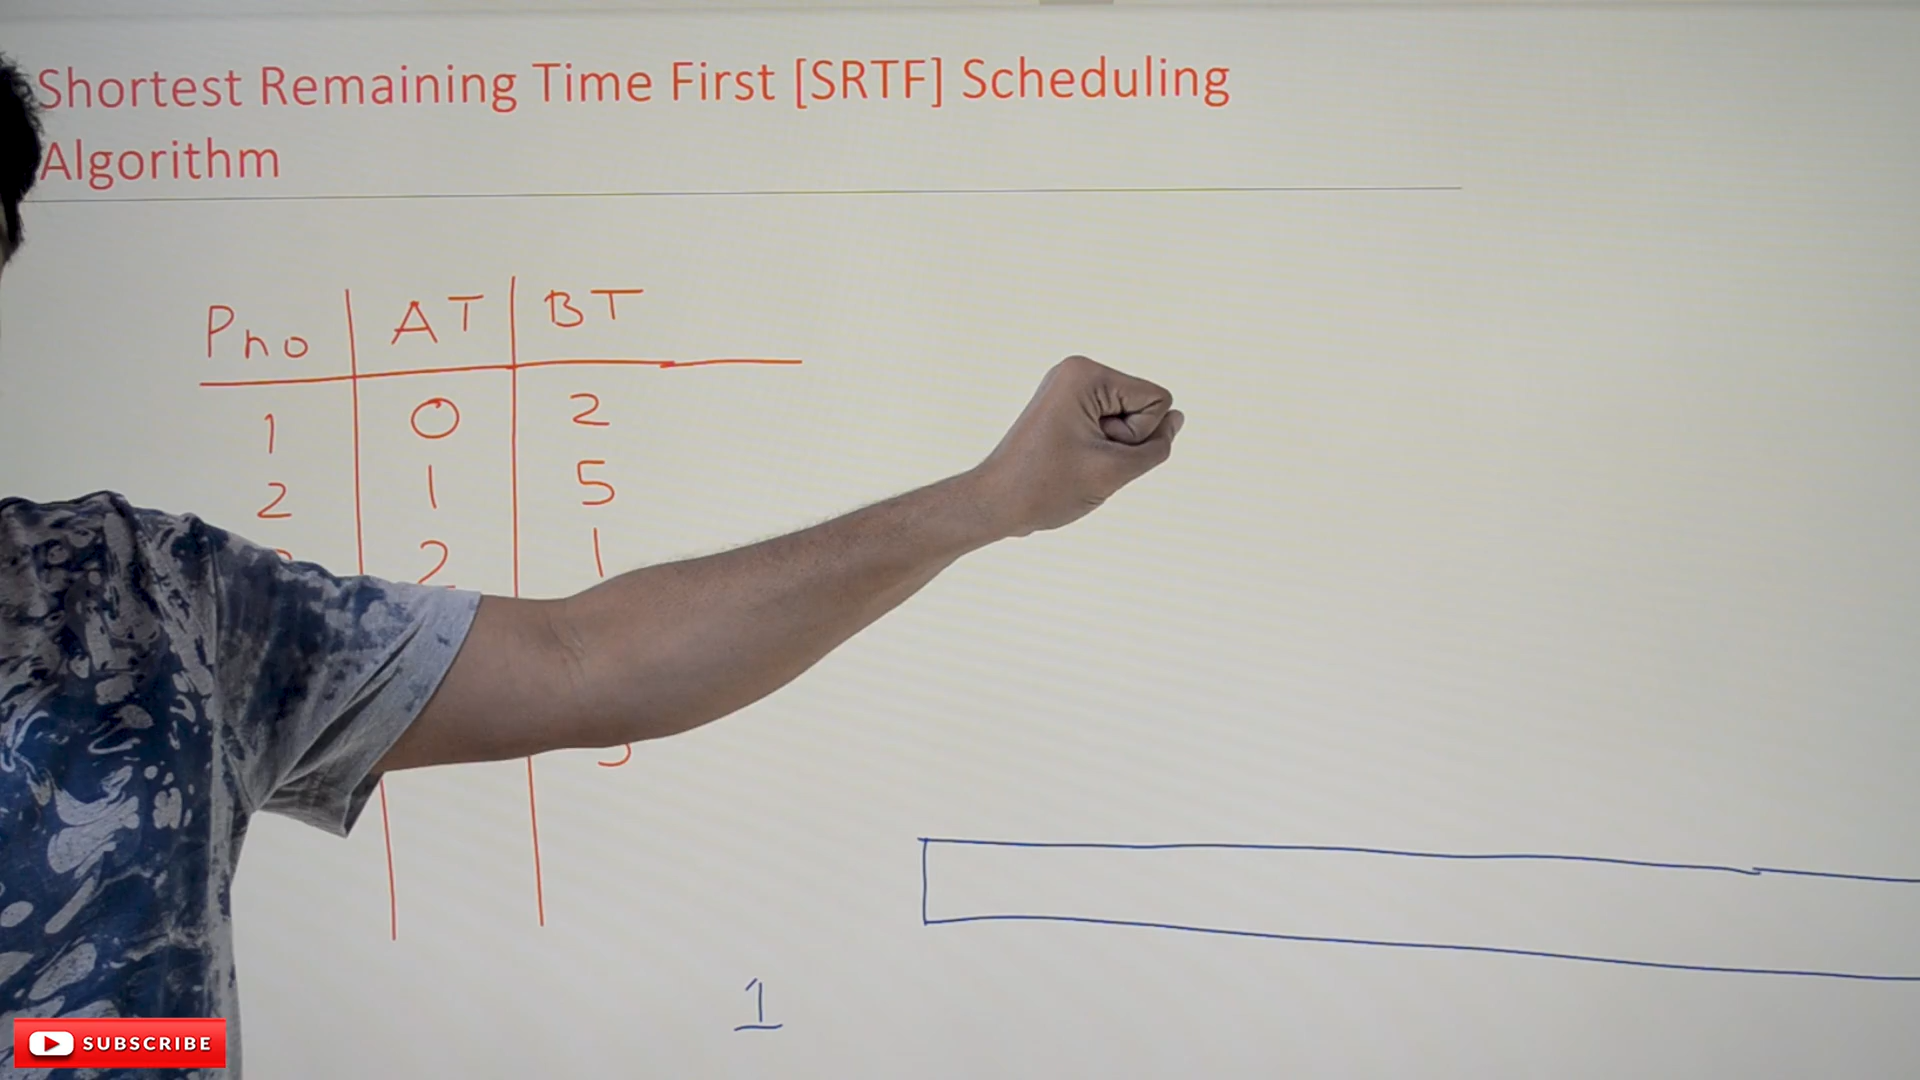 Shortest Remaining Time First [SRTF] Scheduling
Algorithm
Pno AT BT
1 0 2
2 1 5
2 1
1
SUBSCRIBE